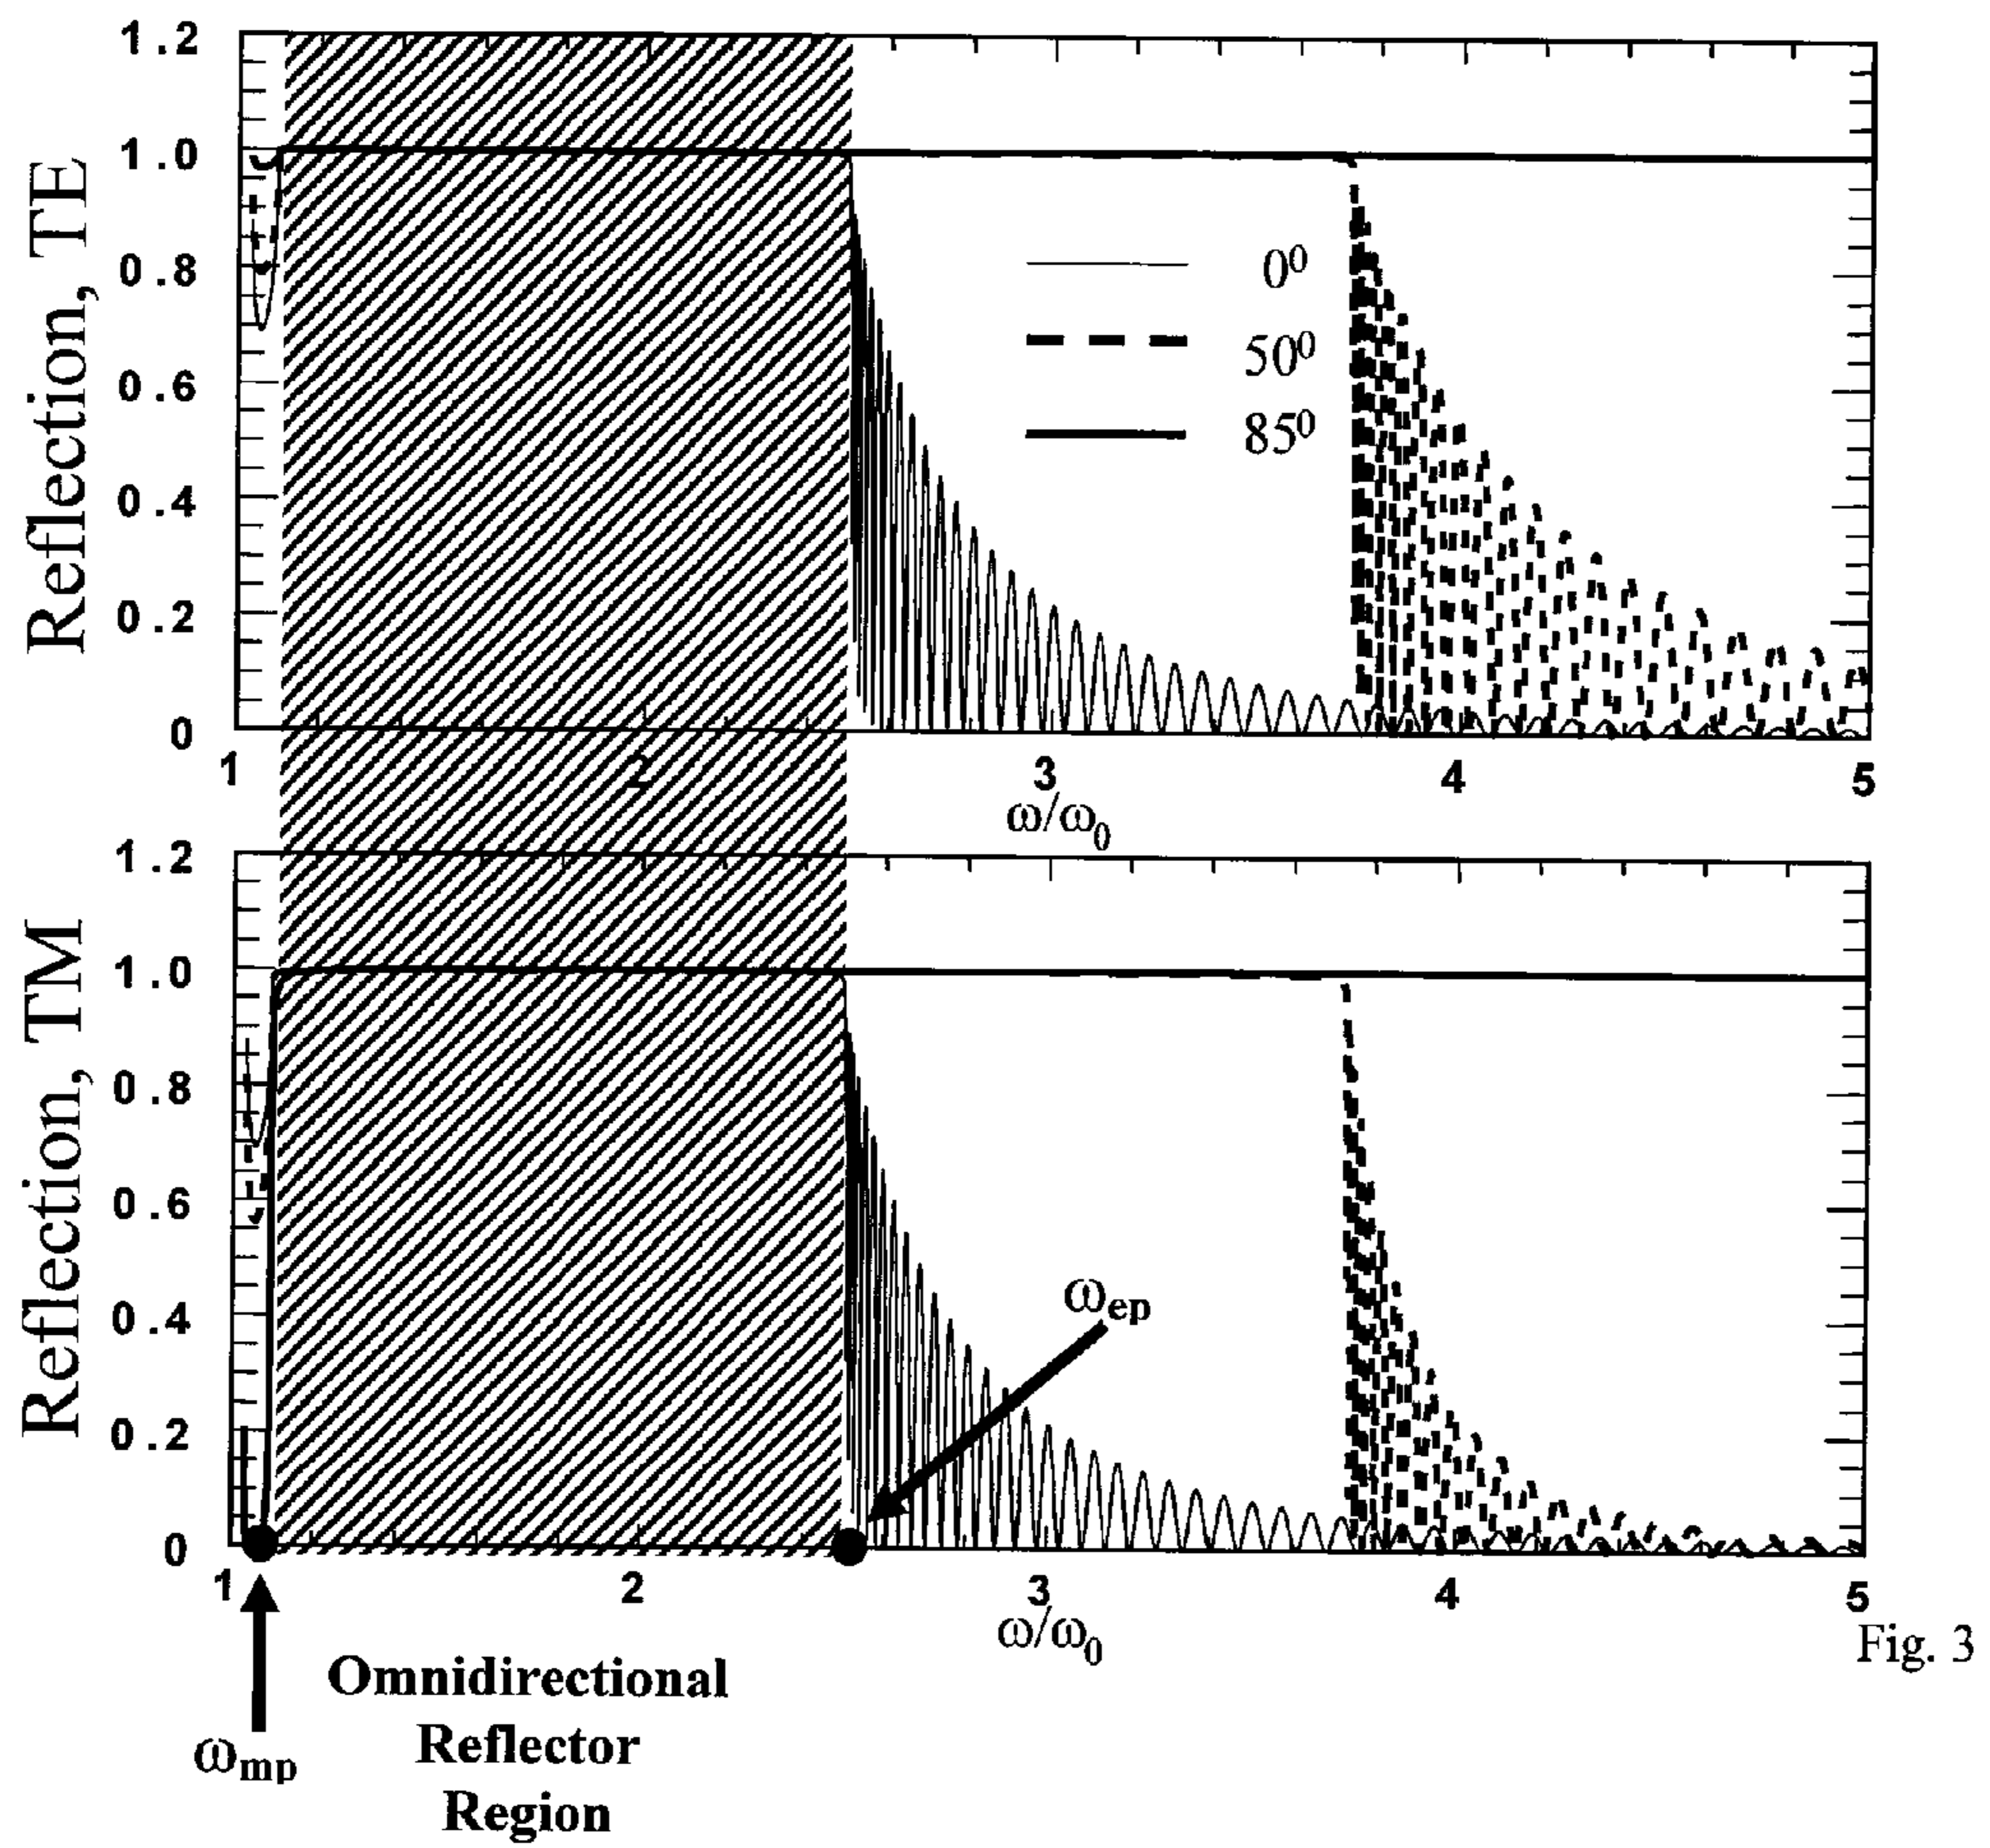 1.2
1.0
0.8
0.6
0.4
0.2
0
Reflection, TE
0⁰
50⁰
85⁰
1 2 3 4 5
ω/ω₀
1.2
1.0
0.8
0.6
0.4
0.2
0
Reflection, TM
ωep
1 2 3 4 5
ω/ω₀
Fig. 3
ωmp
Omnidirectional
Reflector
Region